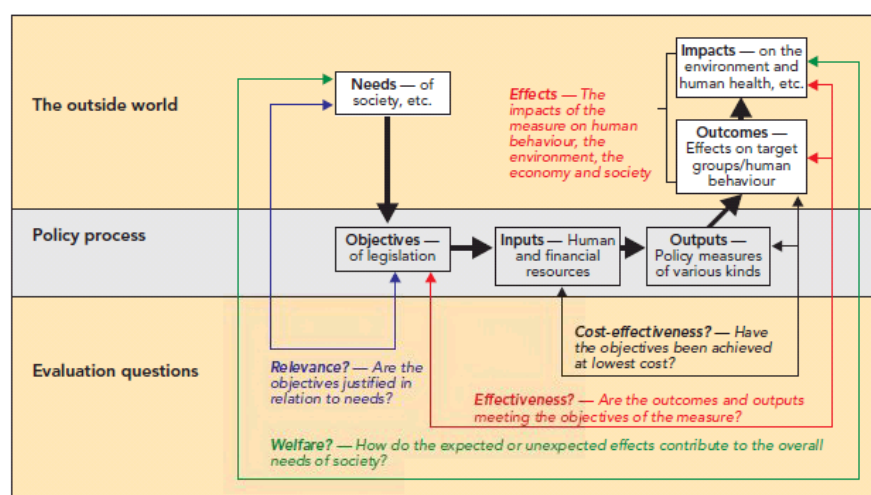 The outside world
Needs — of
society, etc.
Effects — The
impacts of the
measure on human
behaviour, the
environment, the
economy and society
Impacts — on the
environment and
human health, etc.
Outcomes —
Effects on target
groups/human
behaviour
Policy process
Objectives —
of legislation
Inputs — Human
and financial
resources
Outputs —
Policy measures
of various kinds
Evaluation questions
Relevance? — Are the
objectives justified in
relation to needs?
Cost-effectiveness? — Have
the objectives been achieved
at lowest cost?
Effectiveness? — Are the outcomes and outputs
meeting the objectives of the measure?
Welfare? — How do the expected or unexpected effects contribute to the overall
needs of society?